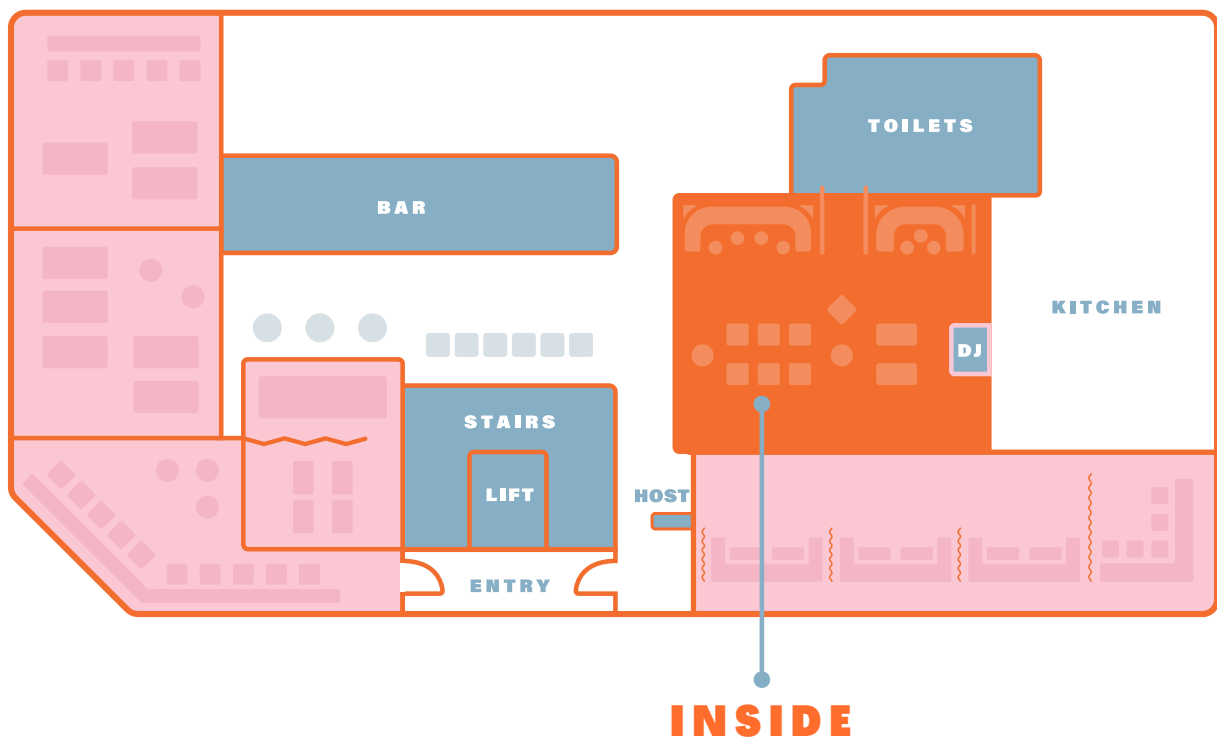 TOILETS
BAR
KITCHEN
DJ
STAIRS
LIFT
HOST
ENTRY
INSIDE